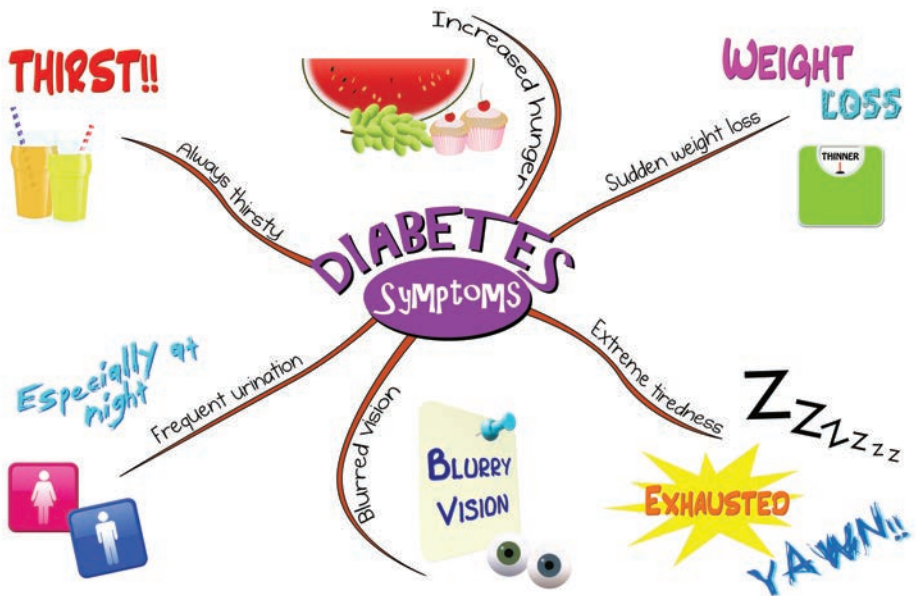 THIRST!!
Always thirsty
Increased hunger
WEIGHT
LOSS
THINNER
Sudden weight loss
DIABETES
SYMPTOMS
Especially at
night
Frequent urination
Blurred vision
BLURRY
VISION
Extreme tiredness
ZZZZZZ
EXHAUSTED
YAWN!!